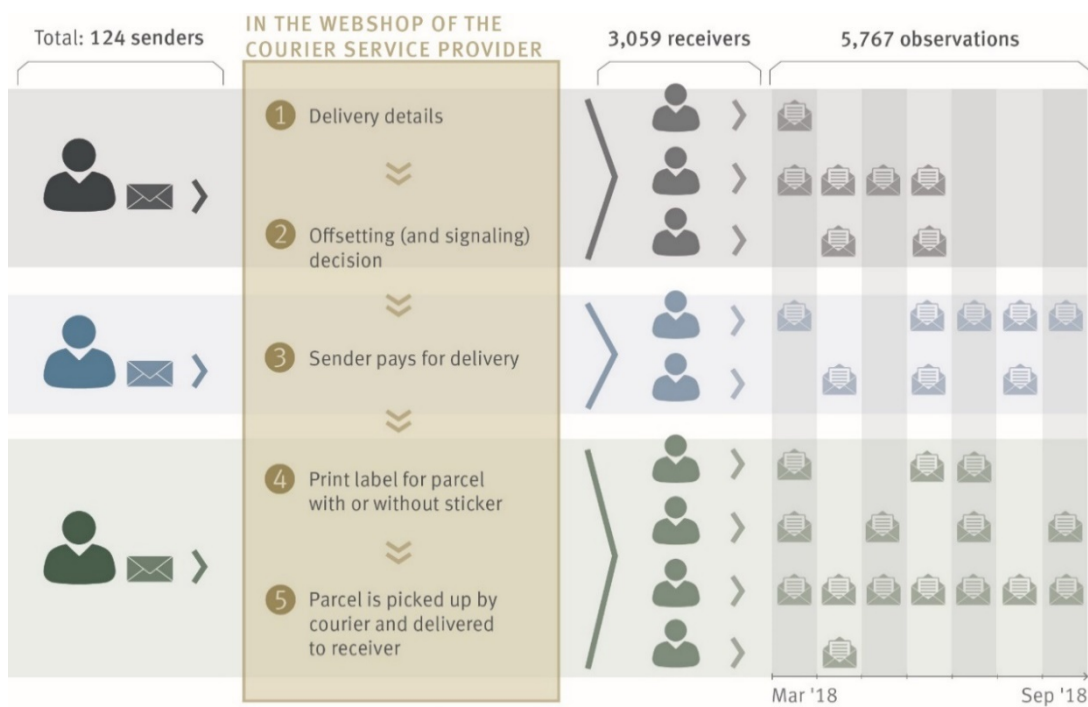 Total: 124 senders
IN THE WEBSHOP OF THE
COURIER SERVICE PROVIDER
3,059 receivers
5,767 observations
1 Delivery details
2 Offsetting (and signaling)
decision
3 Sender pays for delivery
4 Print label for parcel
with or without sticker
5 Parcel is picked up by
courier and delivered
to receiver
Mar '18
Sep '18